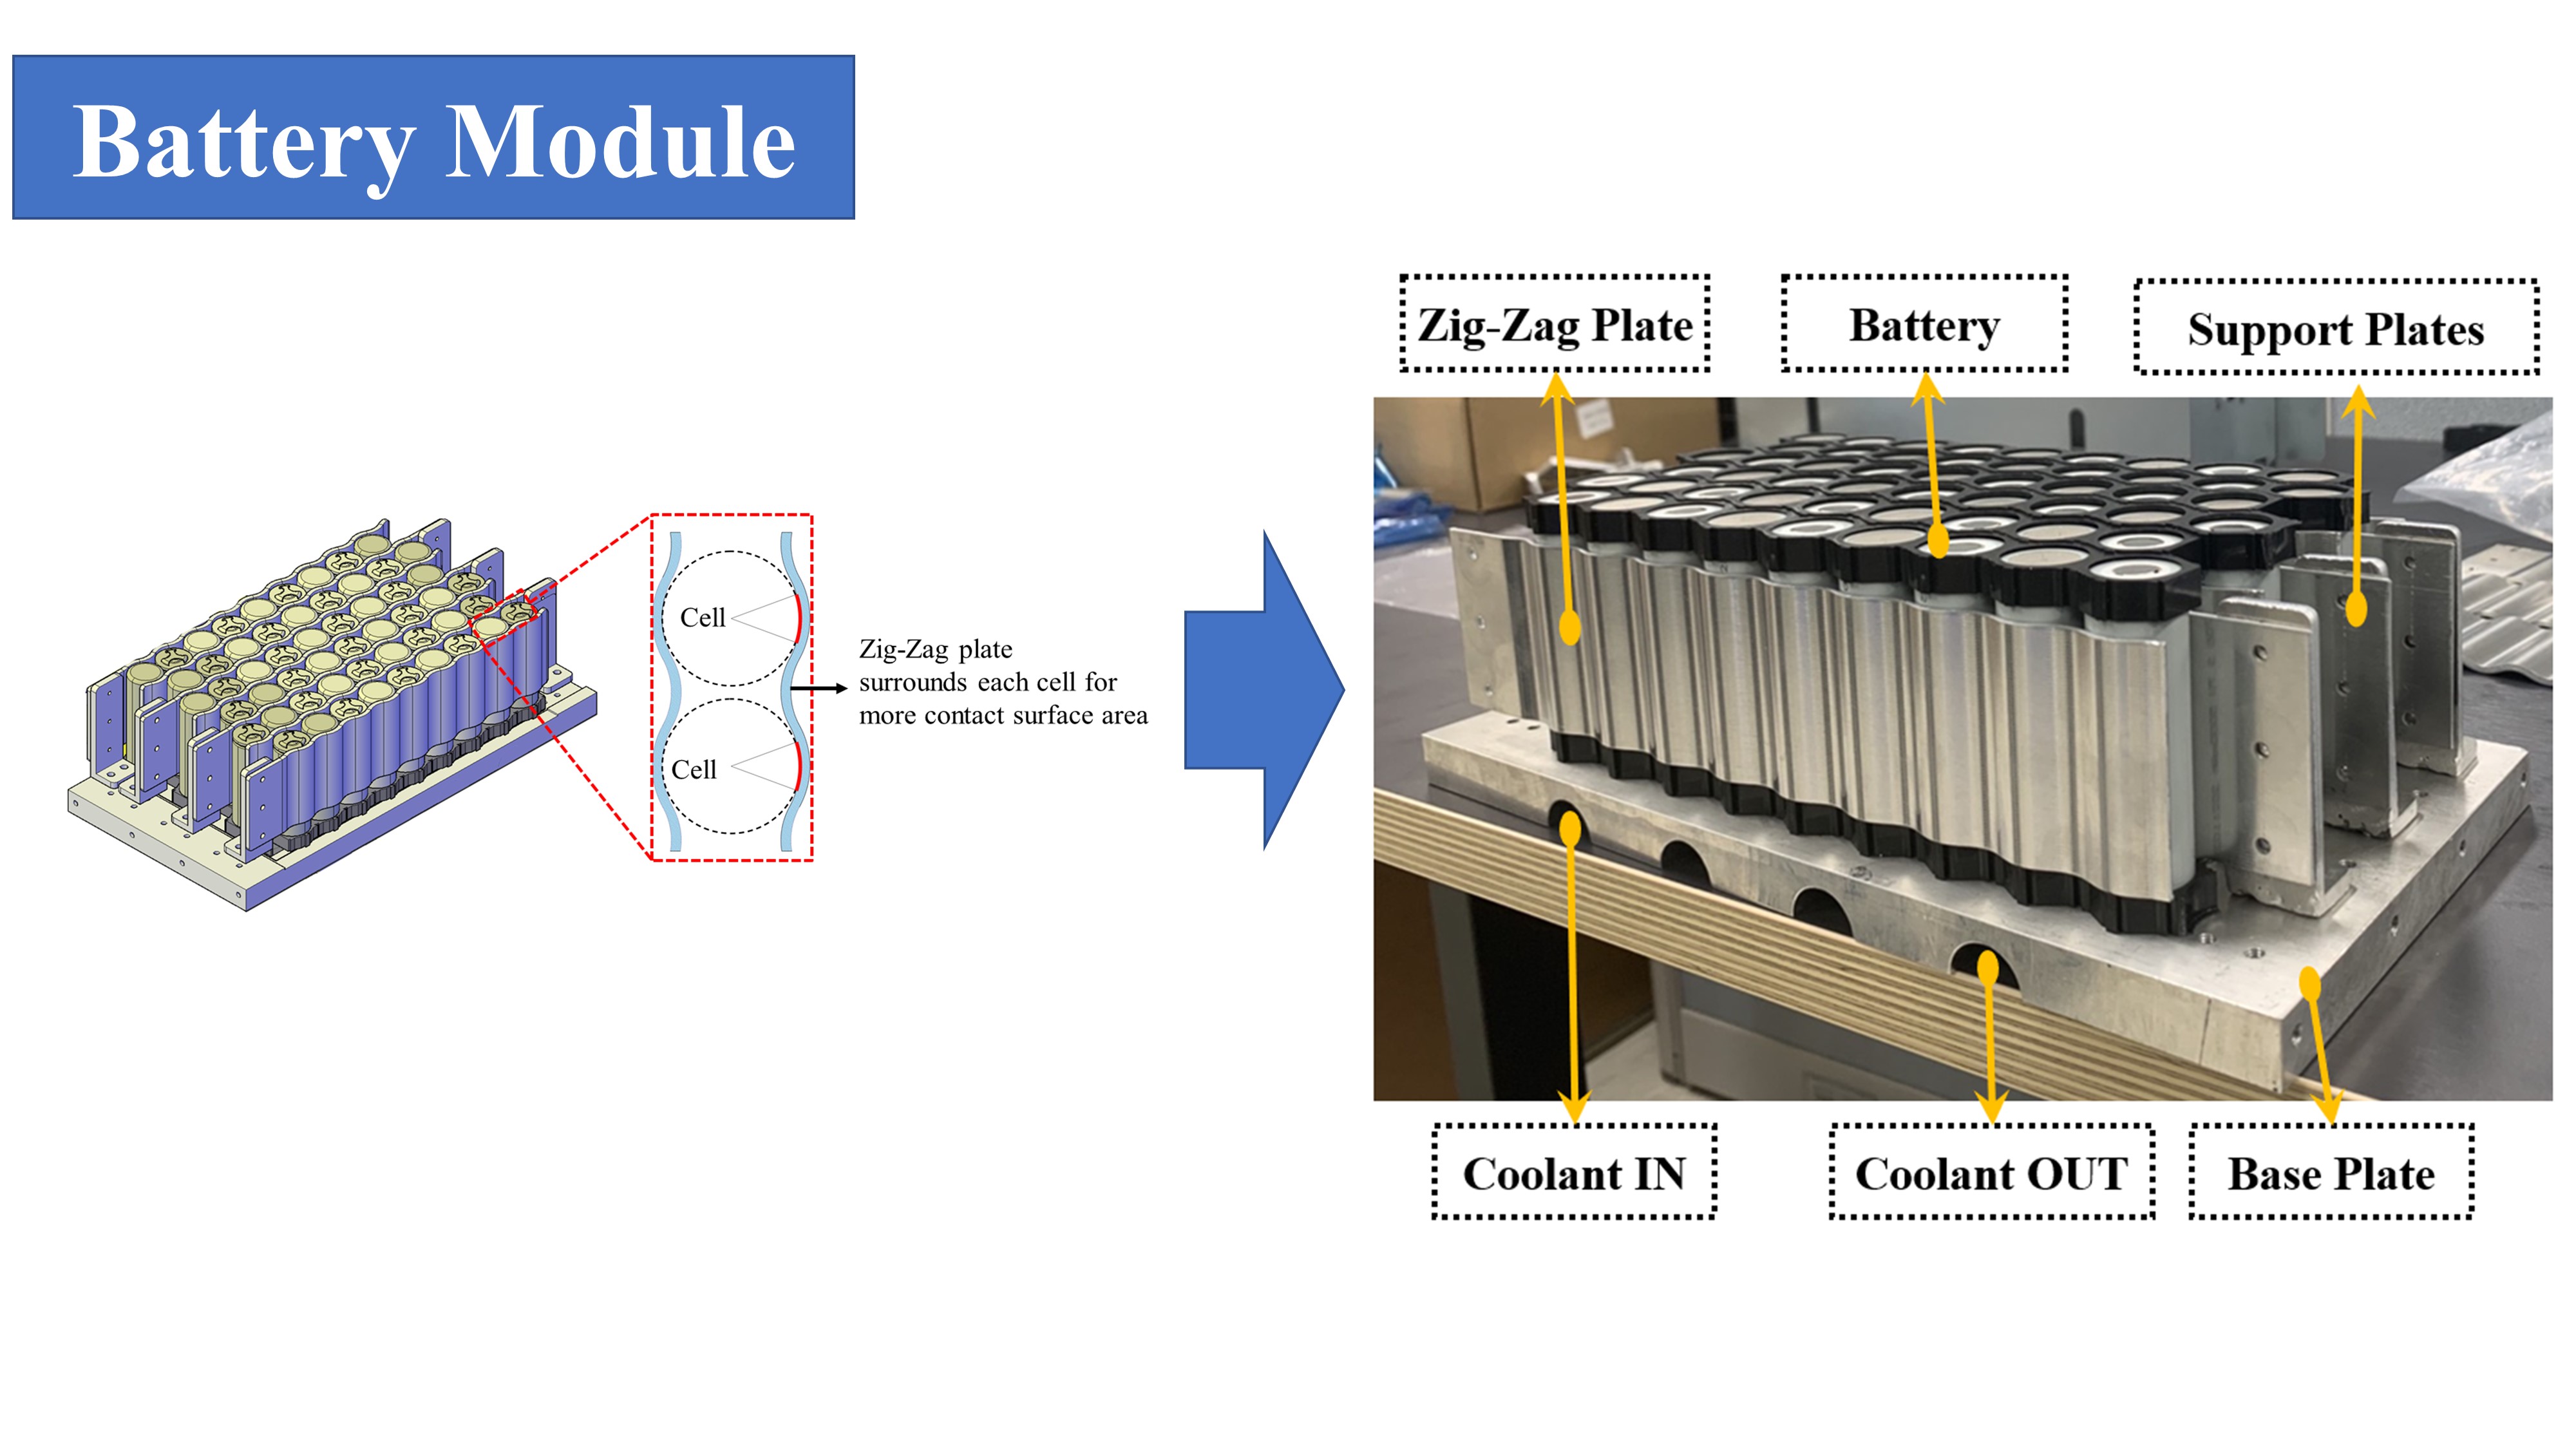 Battery Module
Zig-Zag Plate
Battery
Support Plates
Cell
Cell
Zig-Zag plate
surrounds each cell for
more contact surface area
Coolant IN
Coolant OUT
Base Plate